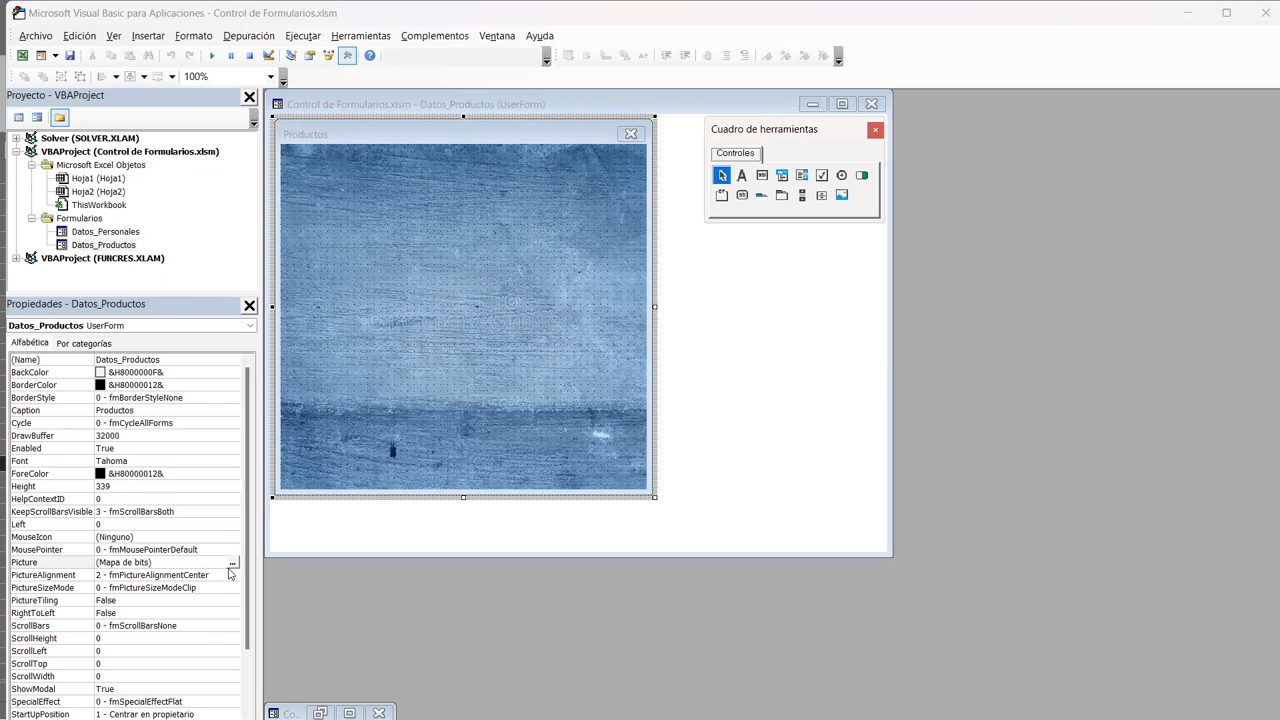 Microsoft Visual Basic para Aplicaciones - Control de Formularios.xlsm
Archivo Edición Ver Insertar Formato Depuración Ejecutar Herramientas Complementos Ventana Ayuda
100%
Proyecto - VBAProject
Solver (SOLVER.XLAM)
VBAProject (Control de Formularios.xlsm)
Microsoft Excel Objetos
Hoja1 (Hoja1)
Hoja2 (Hoja2)
ThisWorkbook
Formularios
Datos_Personales
Datos_Productos
VBAProject (FUNCRES.XLAM)
Propiedades - Datos_Productos
Datos_Productos UserForm
Alfabética Por categorías
(Name) Datos_Productos
BackColor &H8000000F&
BorderColor &H80000012&
BorderStyle 0 - fmBorderStyleNone
Caption Productos
Cycle 0 - fmCycleAllForms
DrawBuffer 32000
Enabled True
Font Tahoma
ForeColor &H80000012&
Height 339
HelpContextID 0
KeepScrollBarsVisible 3 - fmScrollBarsBoth
Left 0
MouseIcon (Ninguno)
MousePointer 0 - fmMousePointerDefault
Picture (Mapa de bits) ...
PictureAlignment 2 - fmPictureAlignmentCenter
PictureSizeMode 0 - fmPictureSizeModeClip
PictureTiling False
RightToLeft False
ScrollBars 0 - fmScrollBarsNone
ScrollHeight 0
ScrollLeft 0
ScrollTop 0
ScrollWidth 0
ShowModal True
SpecialEffect 0 - fmSpecialEffectFlat
StartUpPosition 1 - Centrar en propietario
Control de Formularios.xlsm - Datos_Productos (UserForm)
Productos
Cuadro de herramientas
Controles
Co...